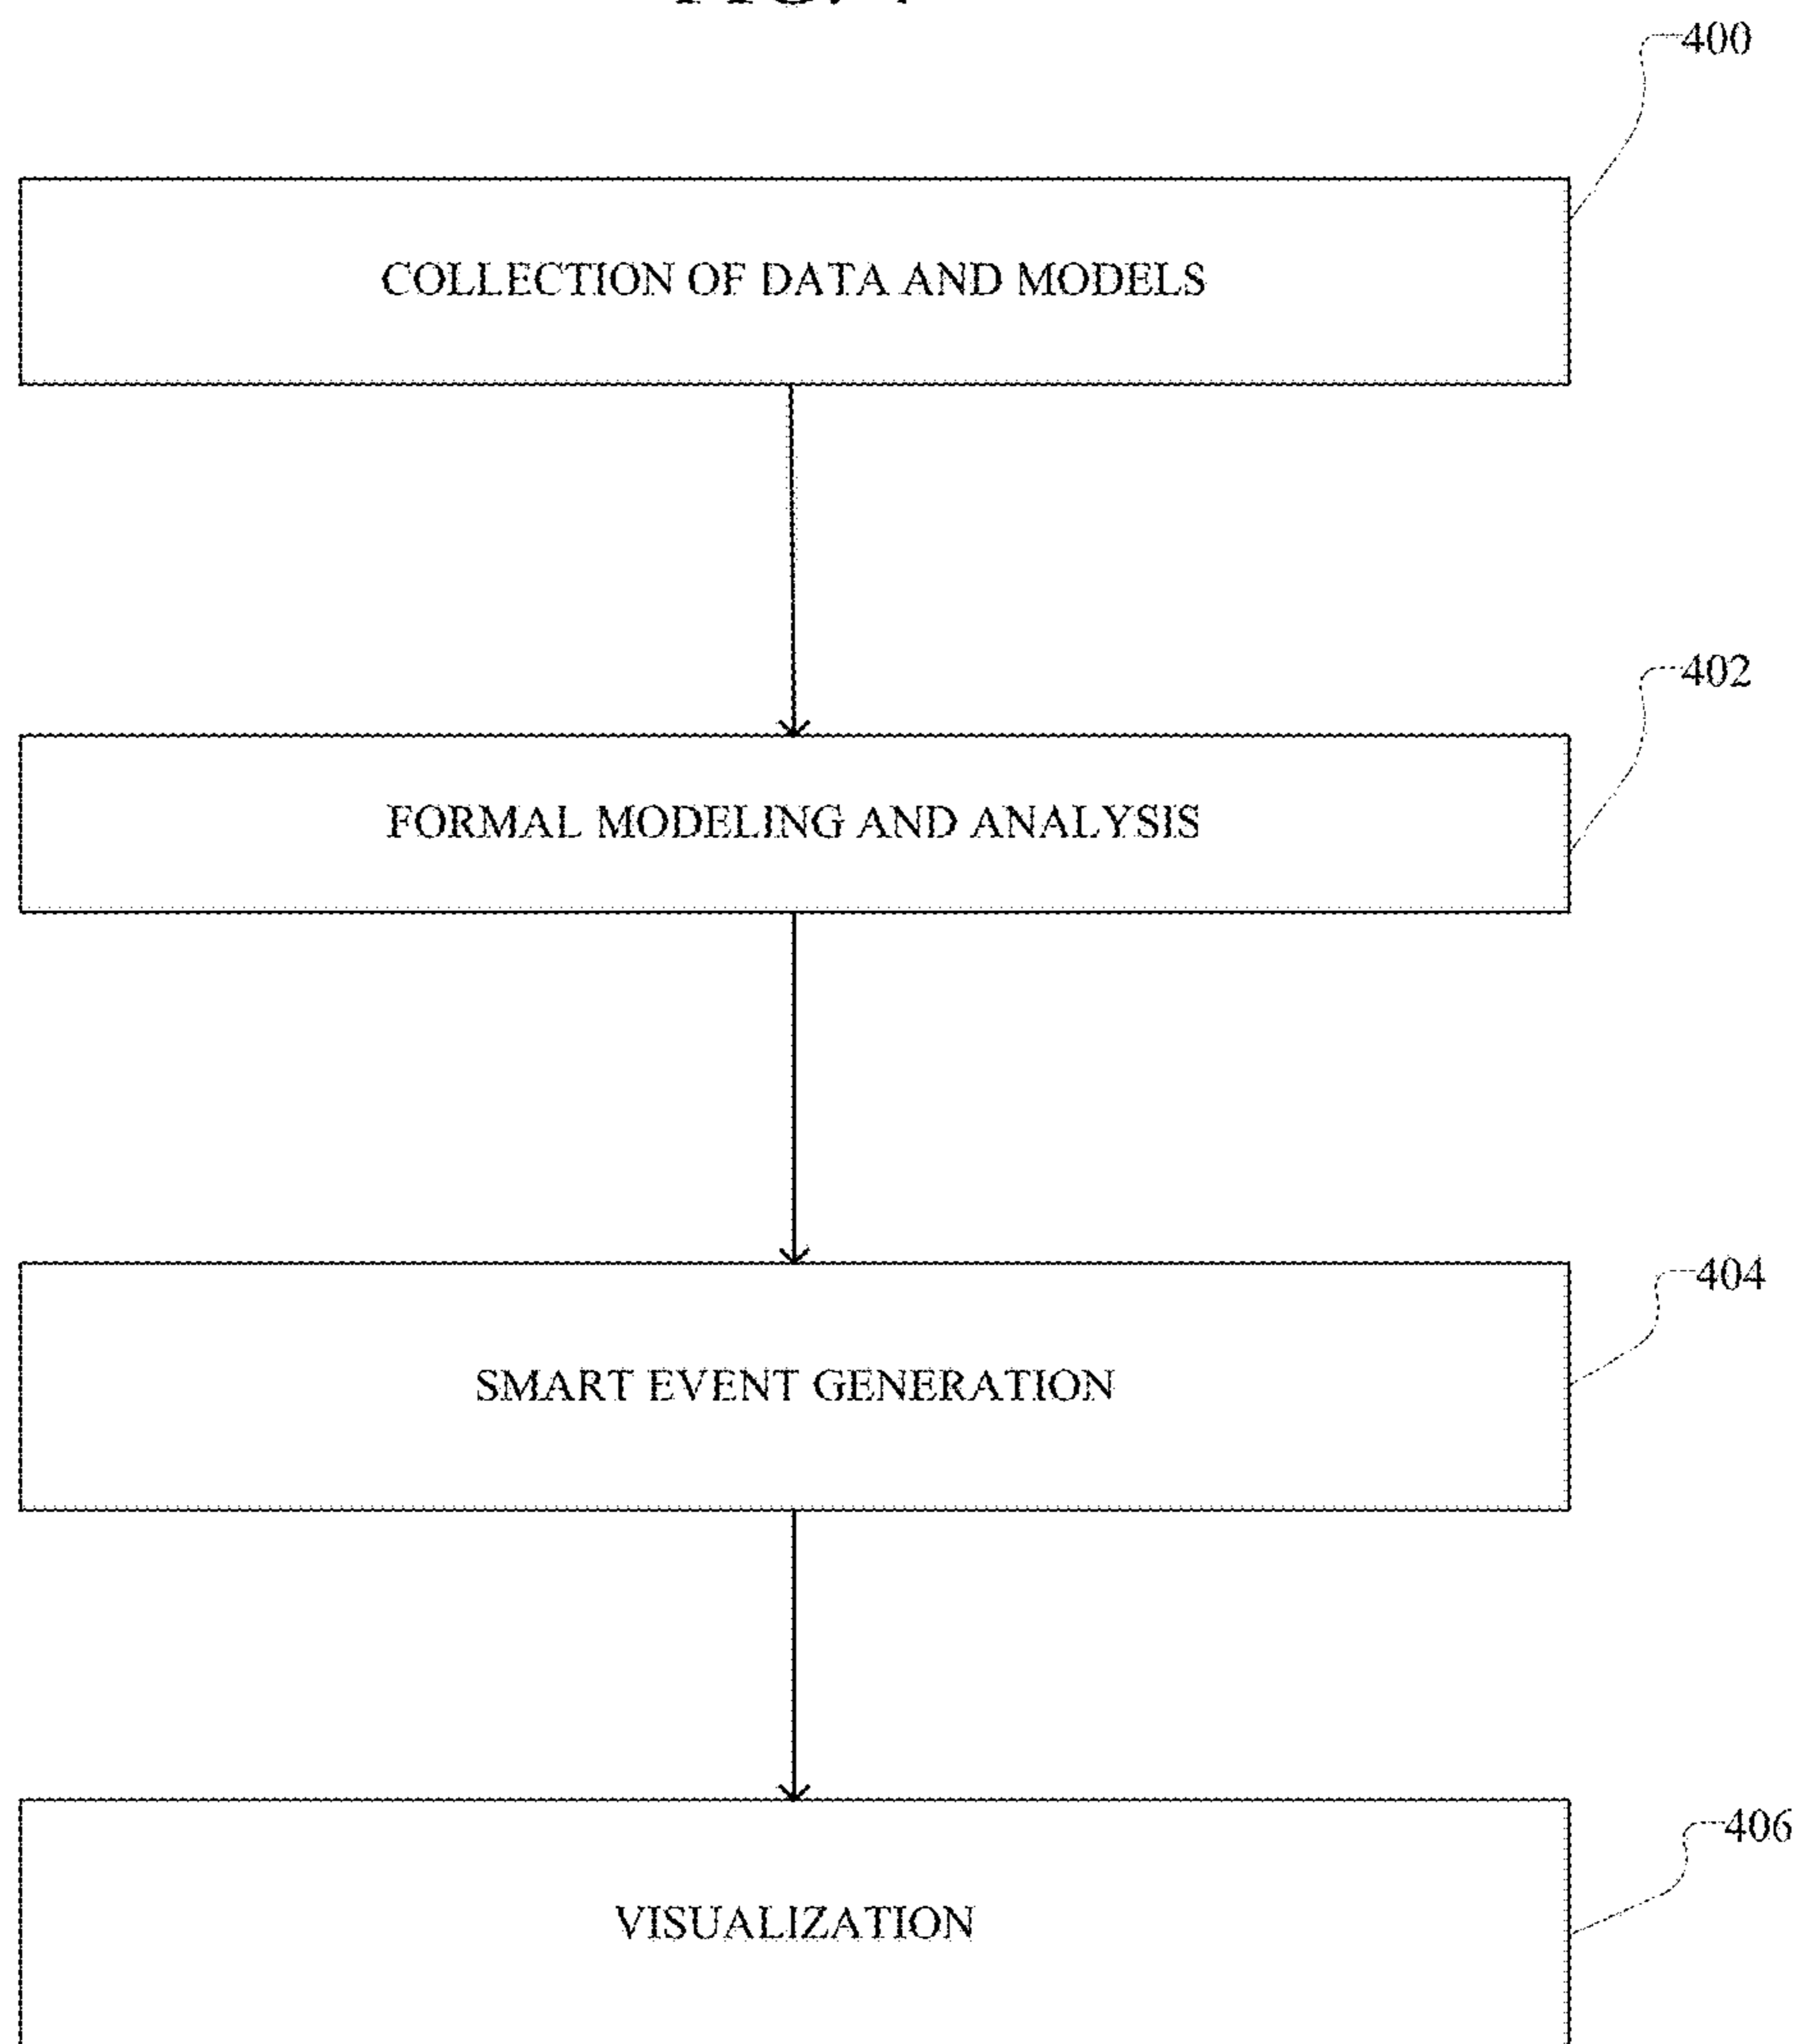 400
COLLECTION OF DATA AND MODELS
402
FORMAL MODELING AND ANALYSIS
404
SMART EVENT GENERATION
406
VISUALIZATION